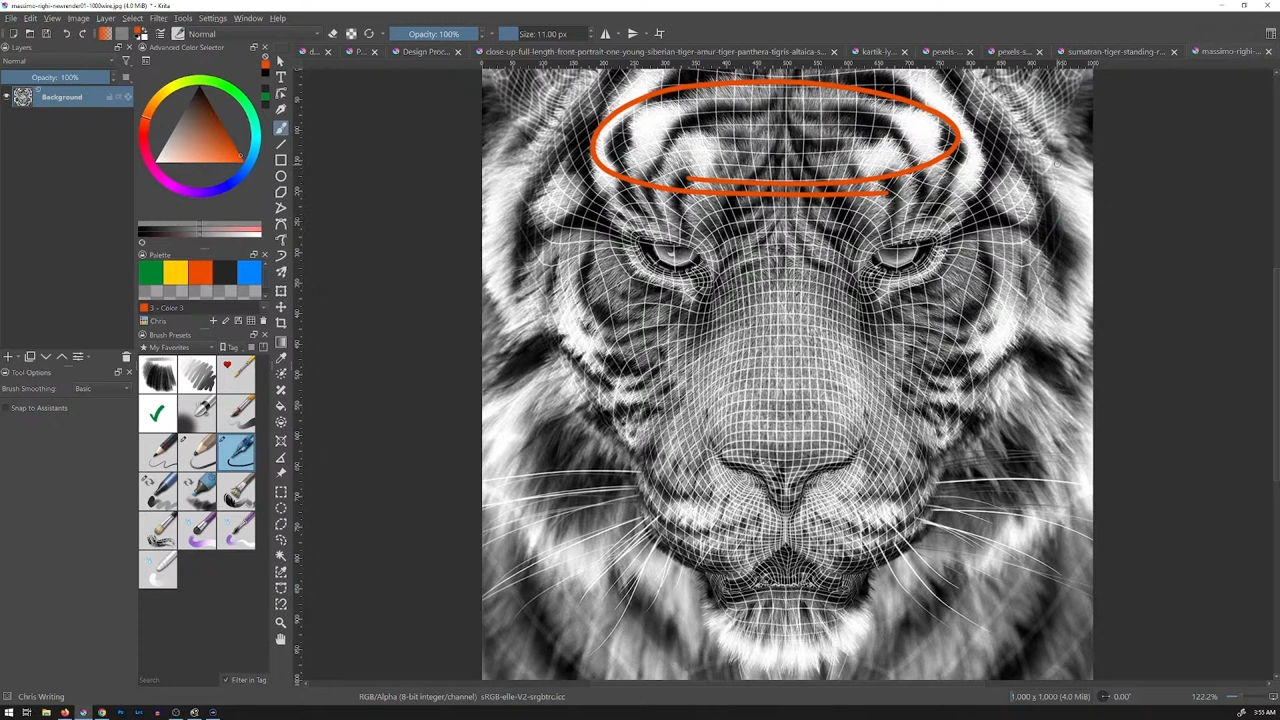 massimo-righi-newrender01-1000wire.jpg (4.0 MiB) * - Krita
File Edit View Image Layer Select Filter Tools Settings Window Help
Normal
Opacity: 100%
Size: 11.00 px
Layers
Advanced Color Selector
d...
P...
Design Proc...
close-up-full-length-front-portrait-one-young-siberian-tiger-amur-tiger-panthera-tigris-altaica-s...
kartik-iy...
pexels-...
pexels-s...
sumatran-tiger-standing-r...
massimo-righi-...
Normal
Opacity: 100%
Background
Palette
3 - Color 3
Chris
Brush Presets
My Favorites
Tag
Tool Options
Brush Smoothing: Basic
Snap to Assistants
Search
Filter in Tag
Chris Writing
RGB/Alpha (8-bit integer/channel) sRGB-elle-V2-srgbtrc.icc
1,000 x 1,000 (4.0 MiB)
0.00°
122.2%
3:55 AM